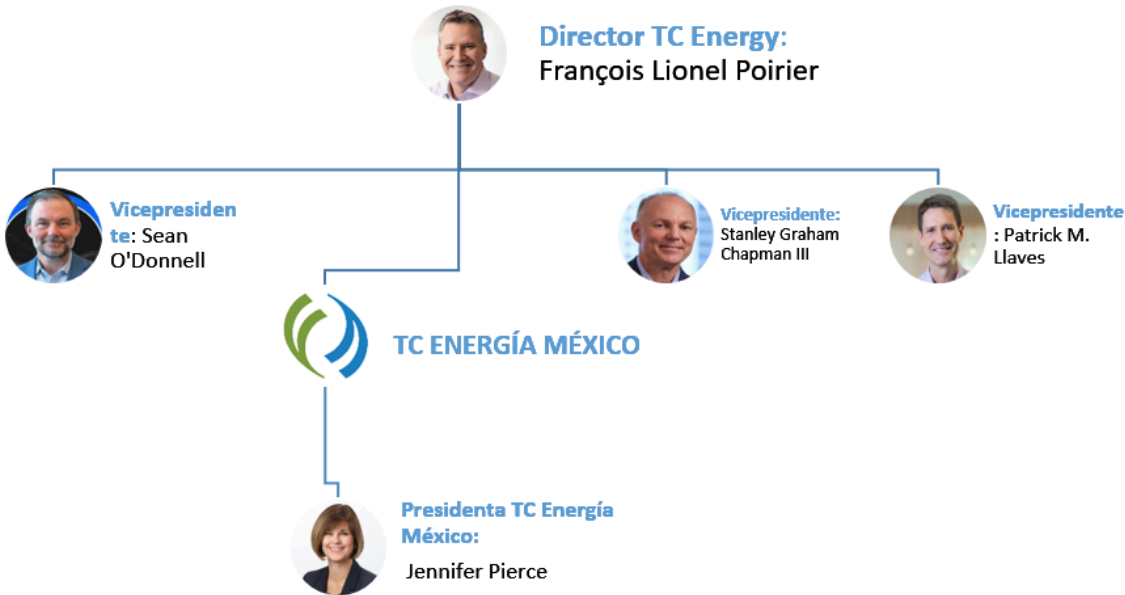 Director TC Energy:
François Lionel Poirier
Vicepresiden
te: Sean
O'Donnell
Vicepresidente:
Stanley Graham
Chapman III
Vicepresidente
: Patrick M.
Llaves
TC ENERGÍA MÉXICO
Presidenta TC Energía
México:
Jennifer Pierce